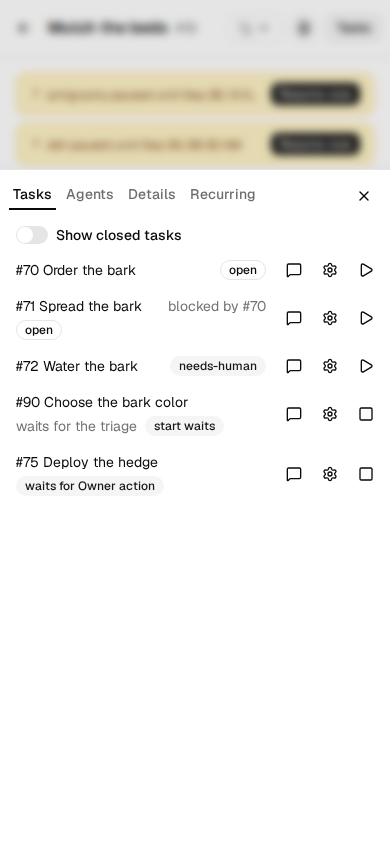 Tasks Agents Details Recurring
Show closed tasks
#70 Order the bark open
#71 Spread the bark blocked by #70
open
#72 Water the bark needs-human
#90 Choose the bark color
waits for the triage start waits
#75 Deploy the hedge
waits for Owner action